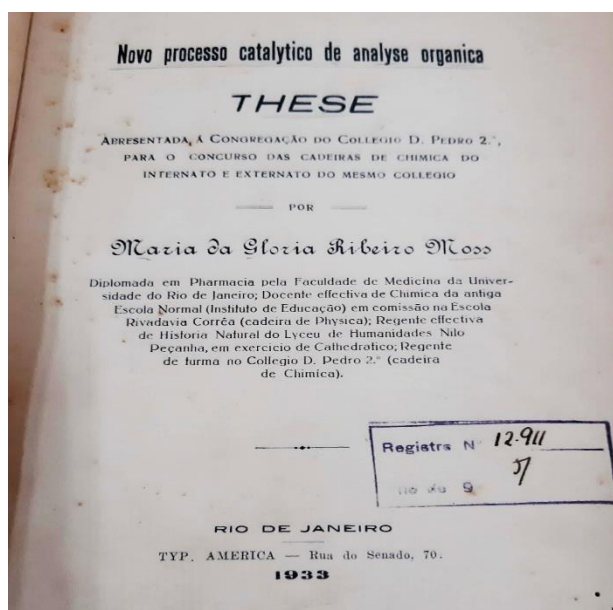 Novo processo catalytico de analyse organica
THESE
APRESENTADA, Á CONGREGAÇÃO DO COLLEGIO D. PEDRO 2.º,
PARA O CONCURSO DAS CADEIRAS DE CHIMICA DO
INTERNATO E EXTERNATO DO MESMO COLLEGIO
POR
Maria da Gloria Ribeiro Moss
Diplomada em Pharmacia pela Faculdade de Medicina da Univer-
sidade do Rio de Janeiro; Docente effectiva de Chimica da antiga
Escola Normal (Instituto de Educação) em comissão na Escola
Rivadavia Corrêa (cadeira de Physica); Regente effectiva
de Historia Natural do Lyceu de Humanidades Nilo
Peçanha, em exercicio de Cathedratico; Regente
de turma no Collegio D. Pedro 2.º (cadeira
de Chimica).
Registro N 12.911
9
RIO DE JANEIRO
TYP. AMERICA — Rua do Senado, 70.
1933